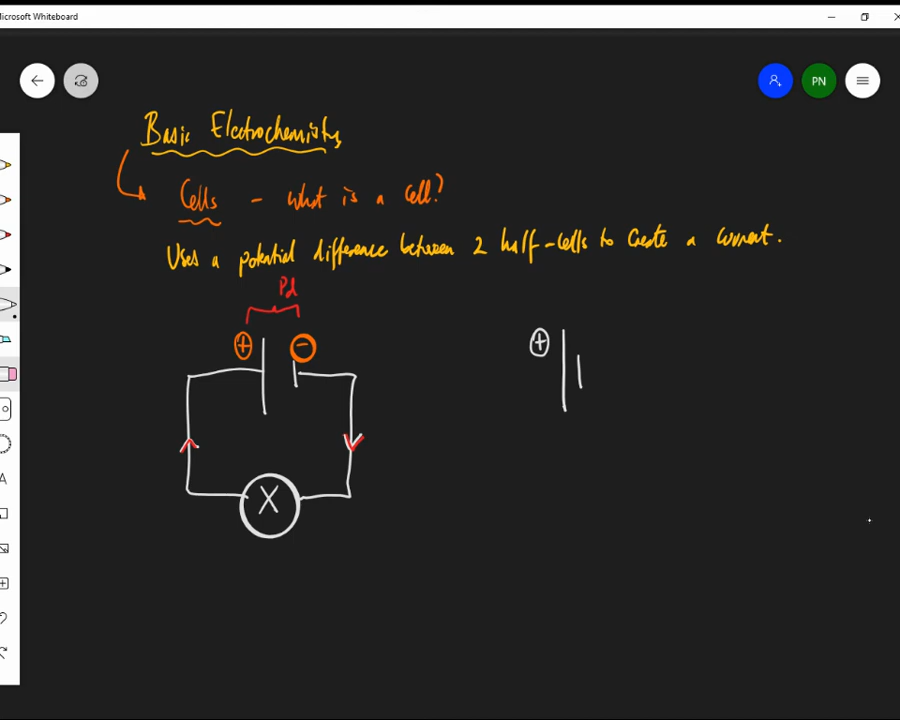 Microsoft Whiteboard
PN
Basic Electrochemistry
Cells - What is a cell?
Uses a potential difference between 2 half-cells to create a current.
Pd
+ -
+
X
A